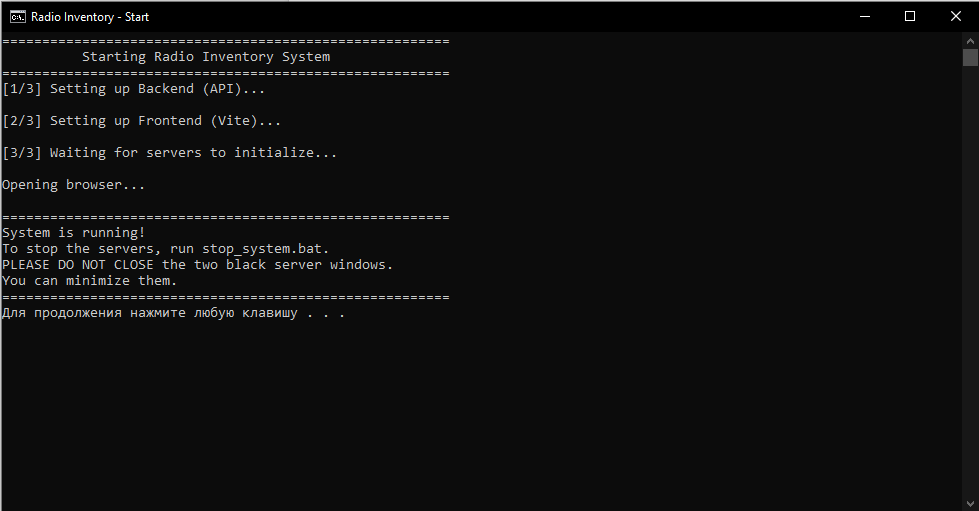 C:\.
Radio Inventory - Start
========================================================
Starting Radio Inventory System
========================================================
[1/3] Setting up Backend (API)...
[2/3] Setting up Frontend (Vite)...
[3/3] Waiting for servers to initialize...
Opening browser...
========================================================
System is running!
To stop the servers, run stop_system.bat.
PLEASE DO NOT CLOSE the two black server windows.
You can minimize them.
========================================================
Для продолжения нажмите любую клавишу . . .